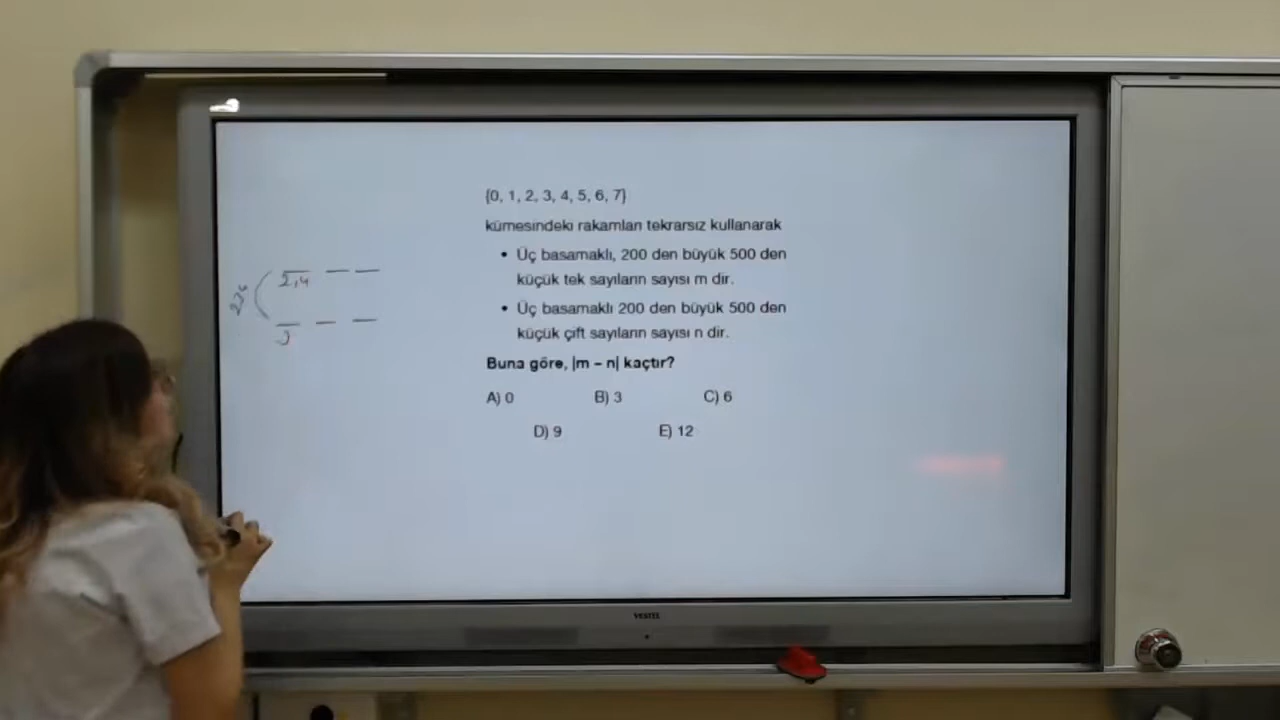 {0, 1, 2, 3, 4, 5, 6, 7}
kümesindeki rakamları tekrarsız kullanarak
• Üç basamaklı, 200 den büyük 500 den
küçük tek sayıların sayısı m dir.
• Üç basamaklı 200 den büyük 500 den
küçük çift sayıların sayısı n dir.
Buna göre, |m – n| kaçtır?
A) 0 B) 3 C) 6
D) 9 E) 12
2,4
3
VESTEL